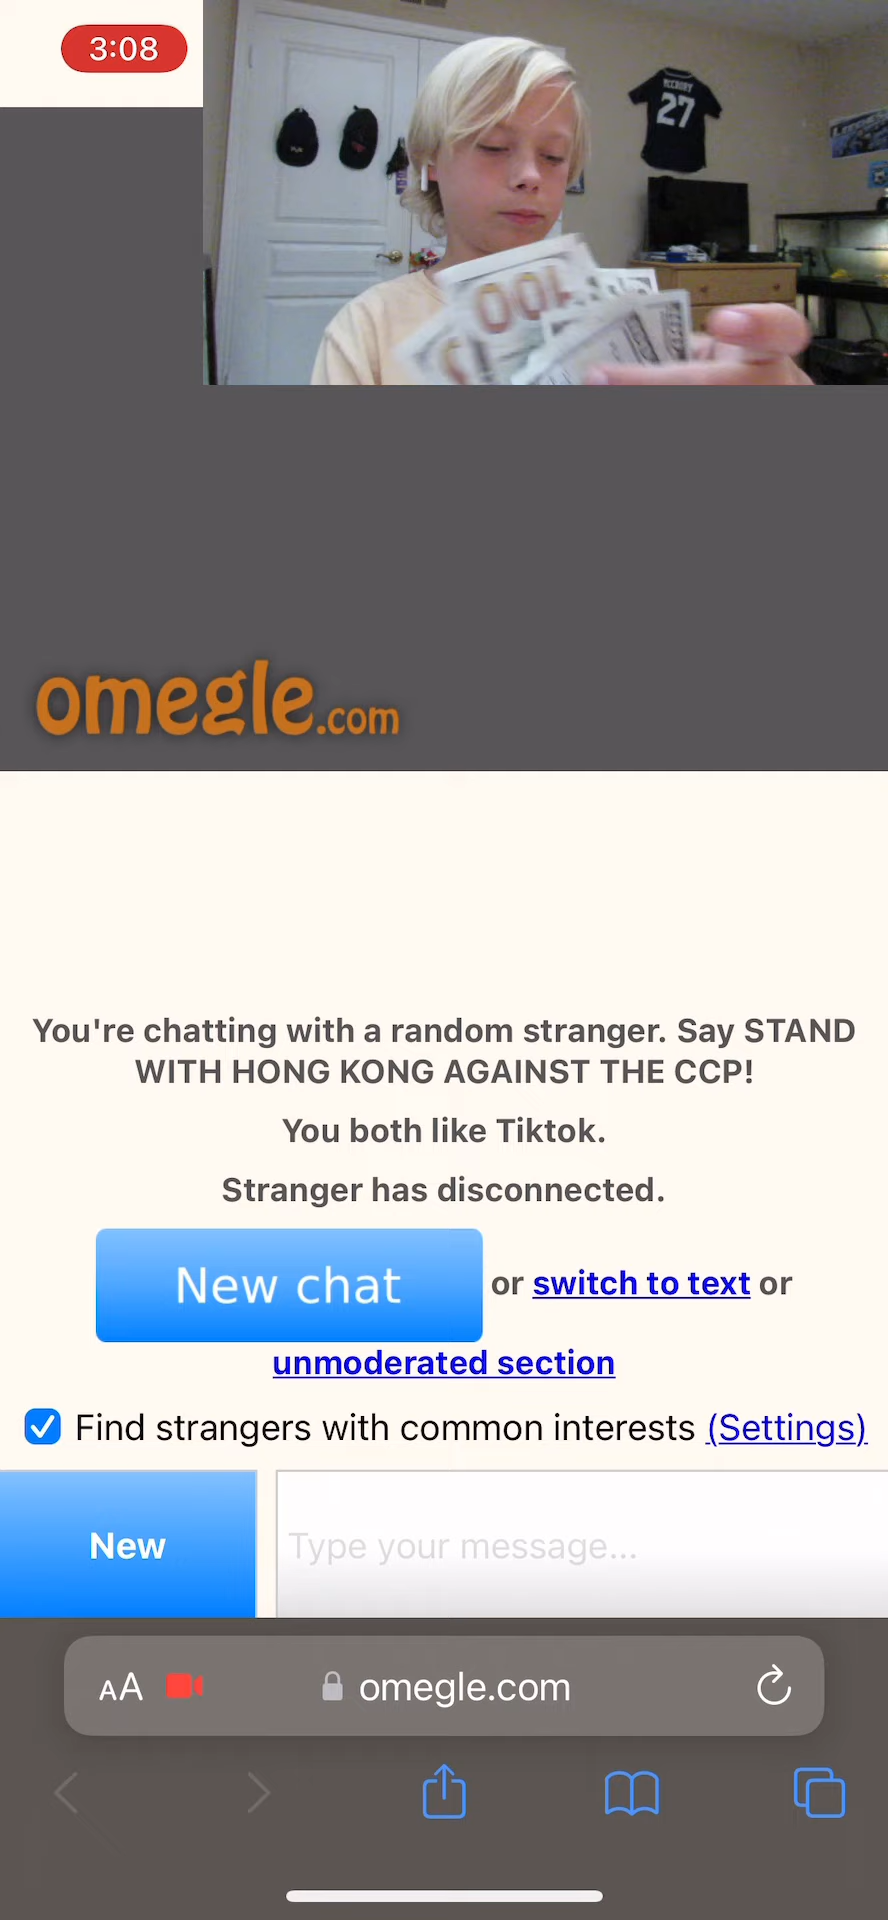 3:08
McCRORY
27
100
omegle.com
You're chatting with a random stranger. Say STAND
WITH HONG KONG AGAINST THE CCP!
You both like Tiktok.
Stranger has disconnected.
New chat or switch to text or
unmoderated section
Find strangers with common interests (Settings)
New Type your message...
AA omegle.com